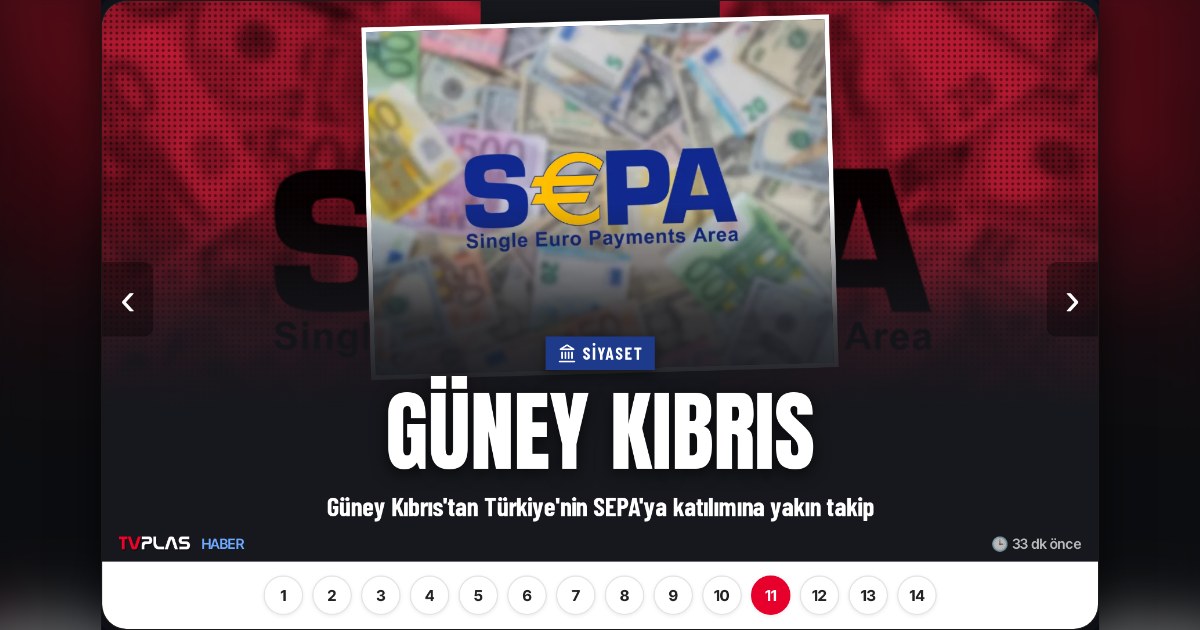 S€PA
Single Euro Payments Area
SİYASET
GÜNEY KIBRIS
Güney Kıbrıs'tan Türkiye'nin SEPA'ya katılımına yakın takip
TVPLAS HABER
33 dk önce
1 2 3 4 5 6 7 8 9 10 11 12 13 14